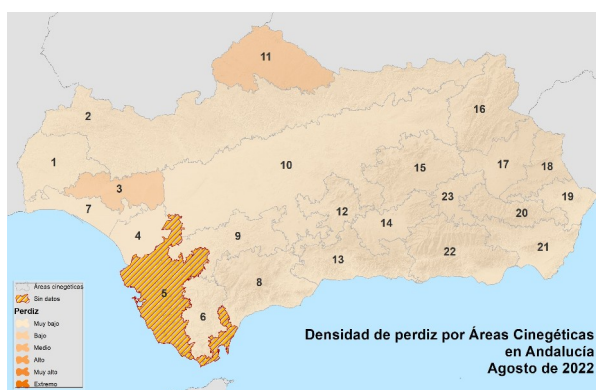 11
2
16
1
10
15
17
18
3
23
19
7
12
20
4
9
14
13
22
21
5
8
6
Áreas cinegéticas
Sin datos
Perdiz
Muy bajo
Bajo
Medio
Alto
Muy alto
Extremo
Densidad de perdiz por Áreas Cinegéticas
en Andalucía
Agosto de 2022